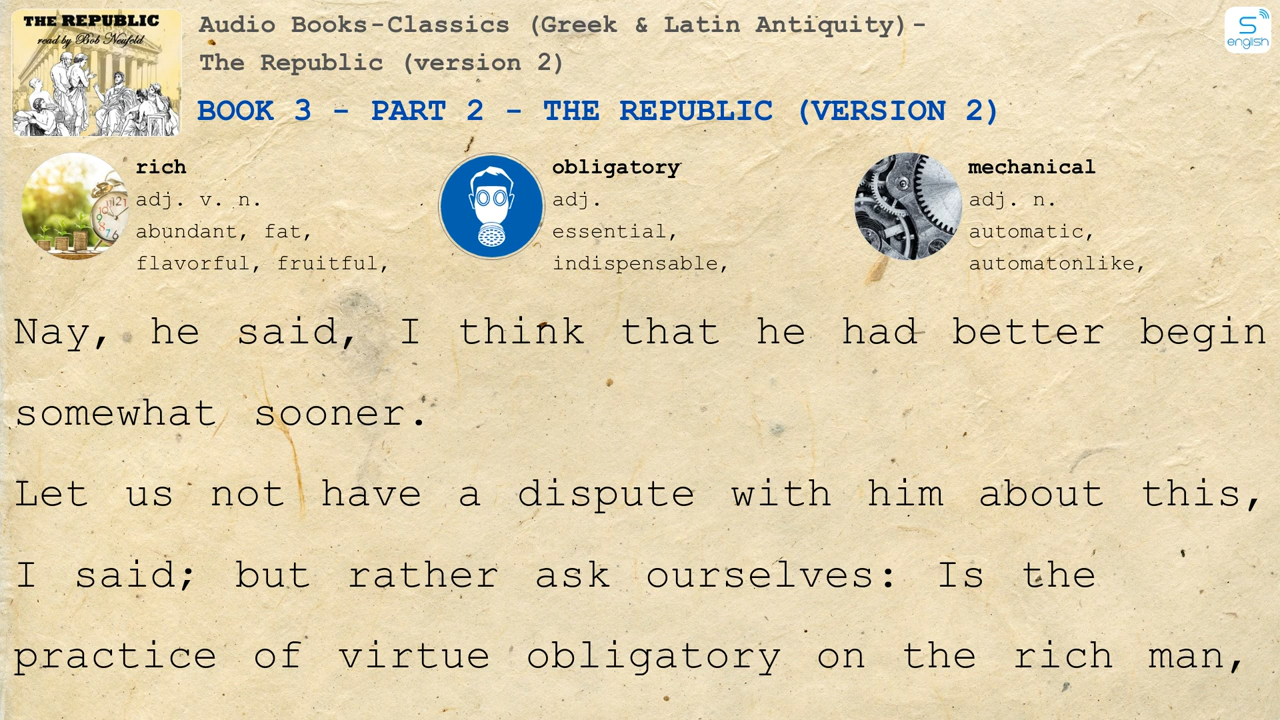 THE REPUBLIC
read by Bob Neufeld
Audio Books-Classics (Greek & Latin Antiquity)-
The Republic (version 2)
BOOK 3 - PART 2 - THE REPUBLIC (VERSION 2)
S
english
rich
adj. v. n.
abundant, fat,
flavorful, fruitful,
obligatory
adj.
essential,
indispensable,
mechanical
adj. n.
automatic,
automatonlike,
Nay, he said, I think that he had better begin
somewhat sooner.
Let us not have a dispute with him about this,
I said; but rather ask ourselves: Is the
practice of virtue obligatory on the rich man,